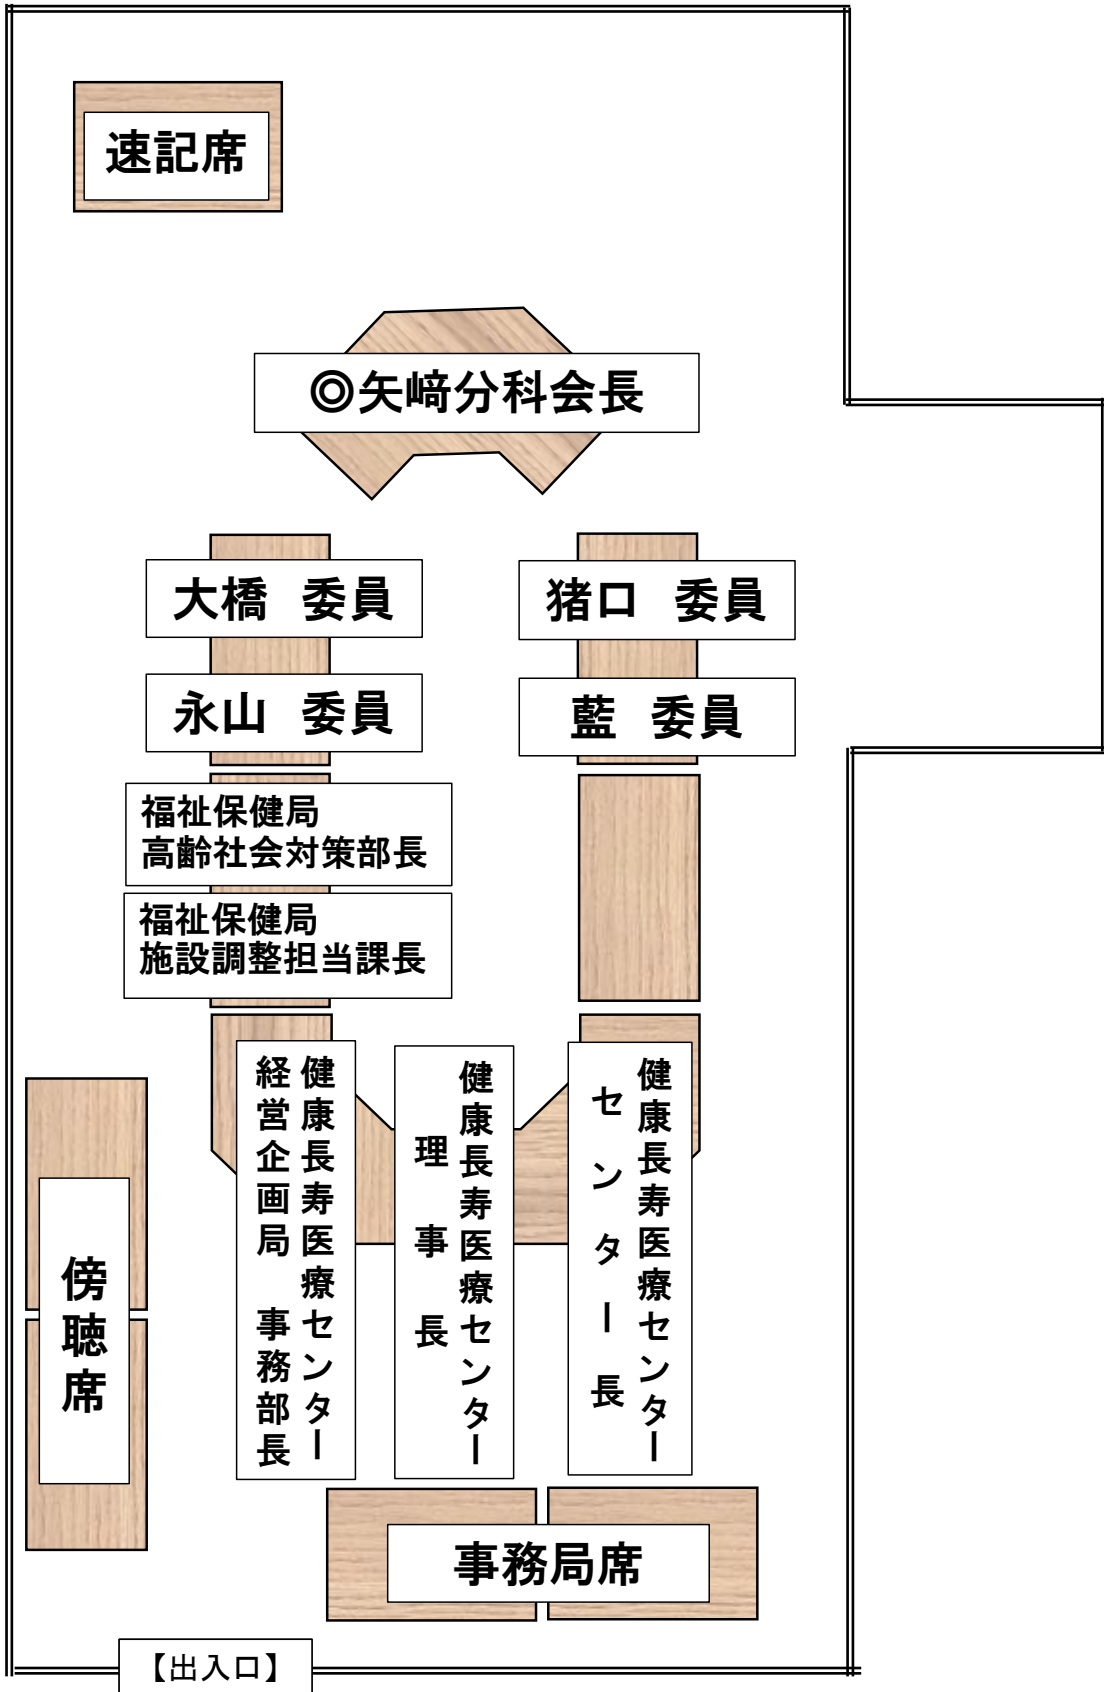 速記席
◎矢﨑分科会長
大橋　委員
猪口　委員
永山　委員
藍　委員
福祉保健局
高齢社会対策部長
福祉保健局
施設調整担当課長
健康長寿医療センター
経営企画局　事務部長
健康長寿医療センター
理事長
健康長寿医療センター
センター長
傍聴席
事務局席
【出入口】